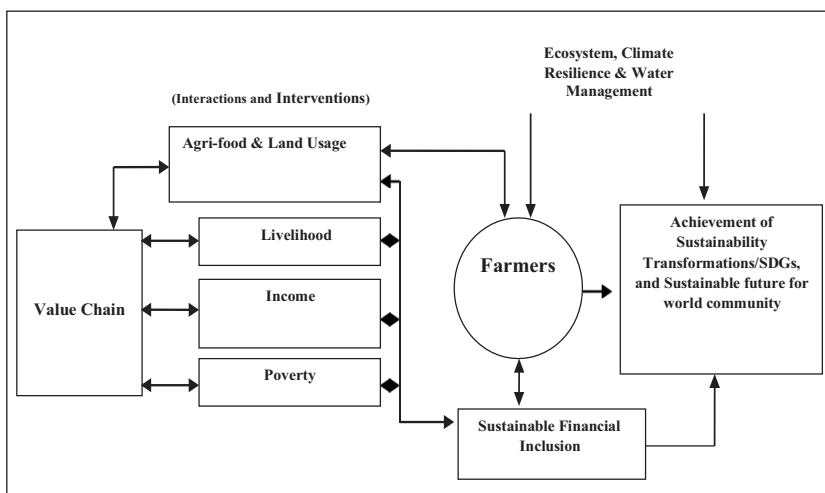 Ecosystem, Climate
Resilience & Water
Management
(Interactions and Interventions)
Agri-food & Land Usage
Livelihood
Income
Poverty
Value Chain
Farmers
Achievement of
Sustainability
Transformations/SDGs,
and Sustainable future for
world community
Sustainable Financial
Inclusion